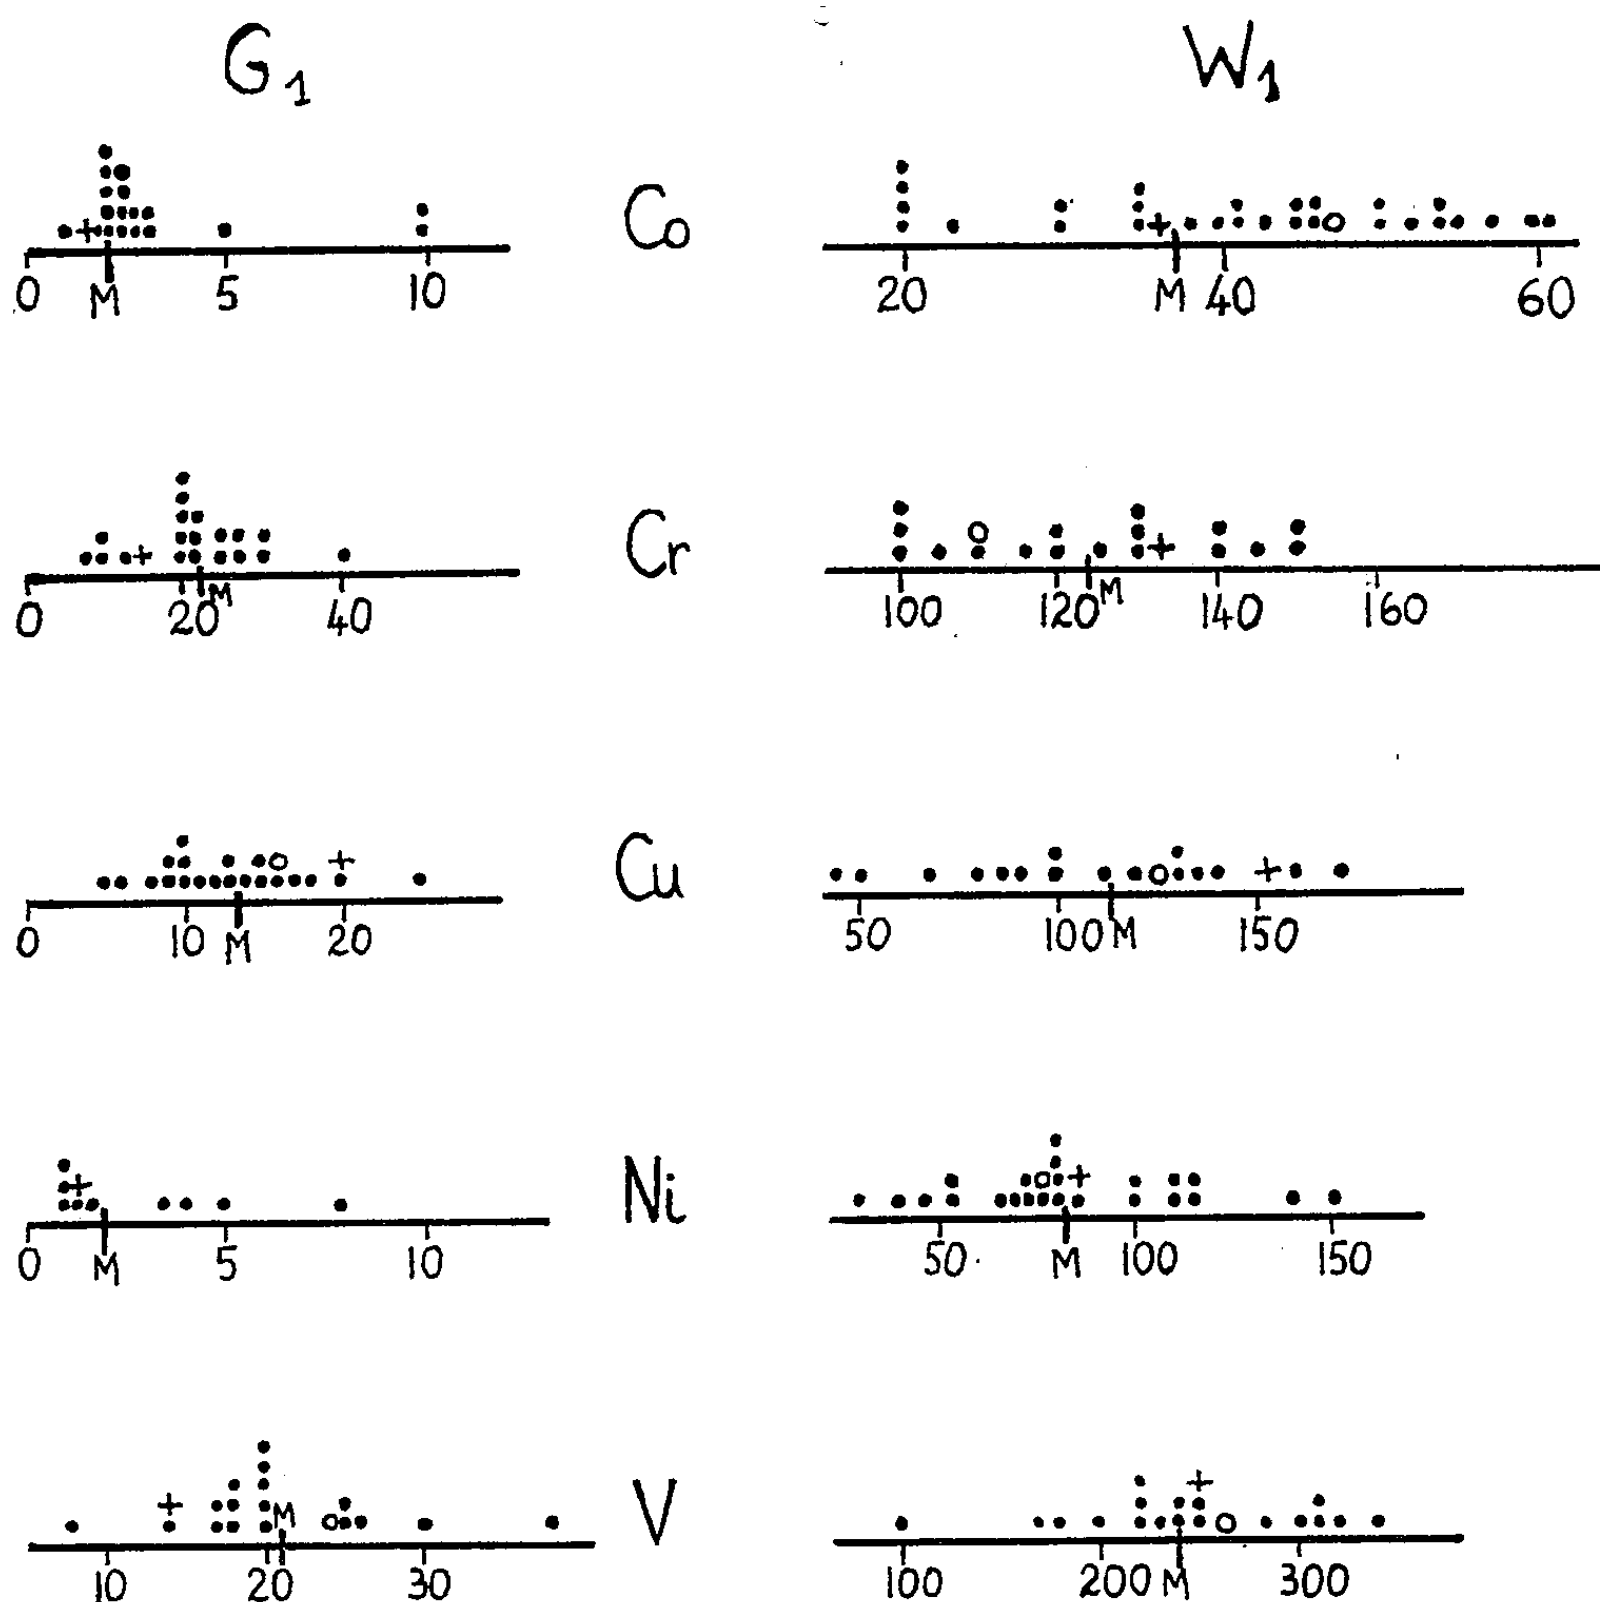 G₁ W₁
Co
0 M 5 10 20 M 40 60
Cr
0 20 M 40 100 120 M 140 160
Cu
0 10 M 20 50 100 M 150
Ni
0 M 5 10 50 M 100 150
V
M
10 20 30 100 200 M 300